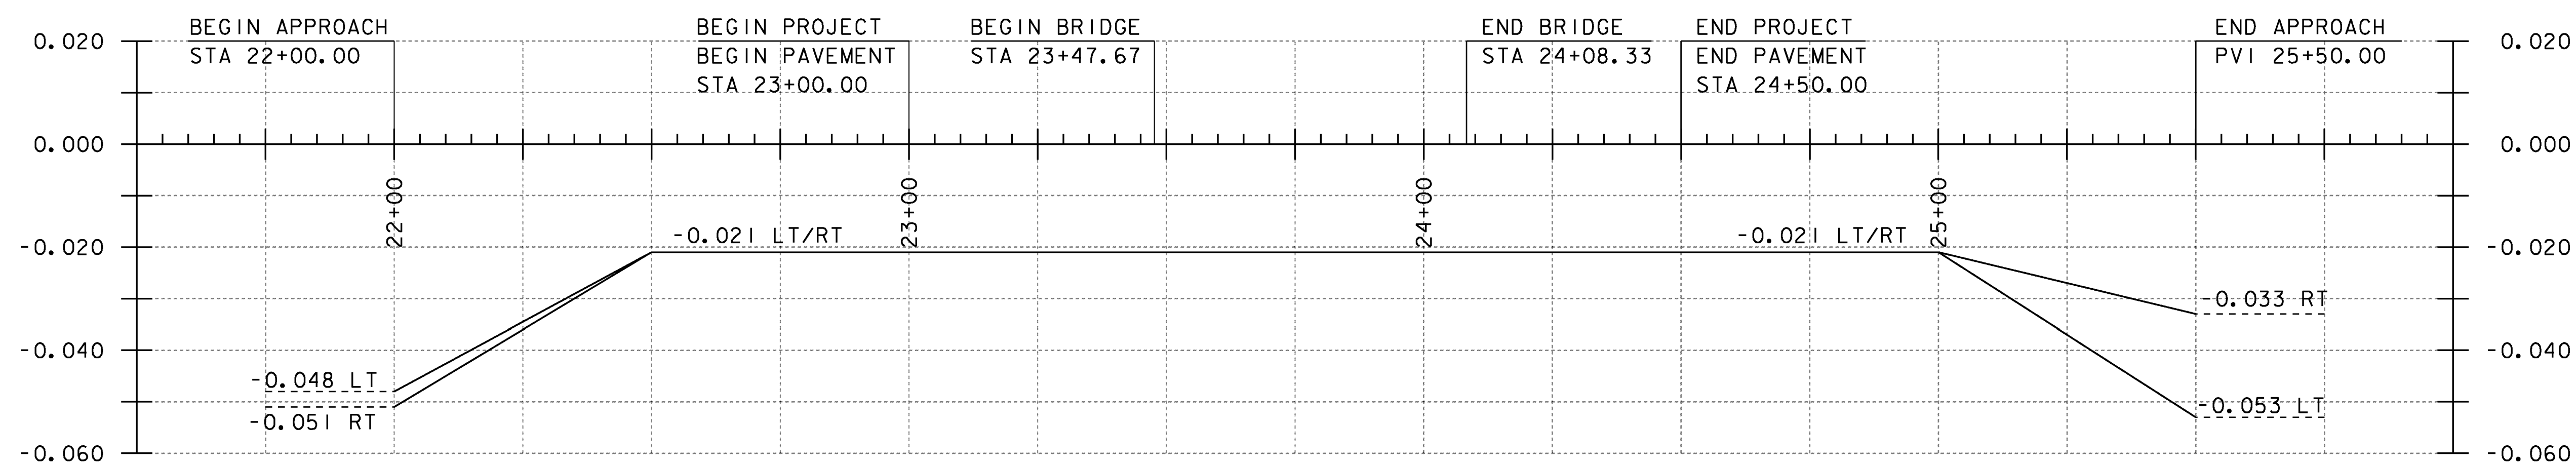 BEGIN APPROACH
STA 22+00.00
BEGIN PROJECT
BEGIN PAVEMENT
STA 23+00.00
BEGIN BRIDGE
STA 23+47.67
END BRIDGE
STA 24+08.33
END PROJECT
END PAVEMENT
STA 24+50.00
END APPROACH
PVI 25+50.00
0.020
0.020
0.000
0.000
22+00
23+00
24+00
25+00
-0.021 LT/RT
-0.021 LT/RT
-0.020
-0.020
-0.033 RT
-0.040
-0.040
-0.048 LT
-0.051 RT
-0.053 LT
-0.060
-0.060